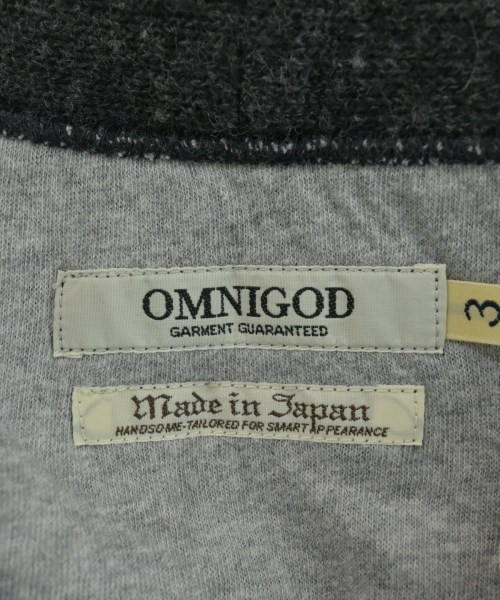 OMNIGOD
GARMENT GUARANTEED
3
Made in Japan
HANDSOME-TAILORED FOR SMART APPEARANCE